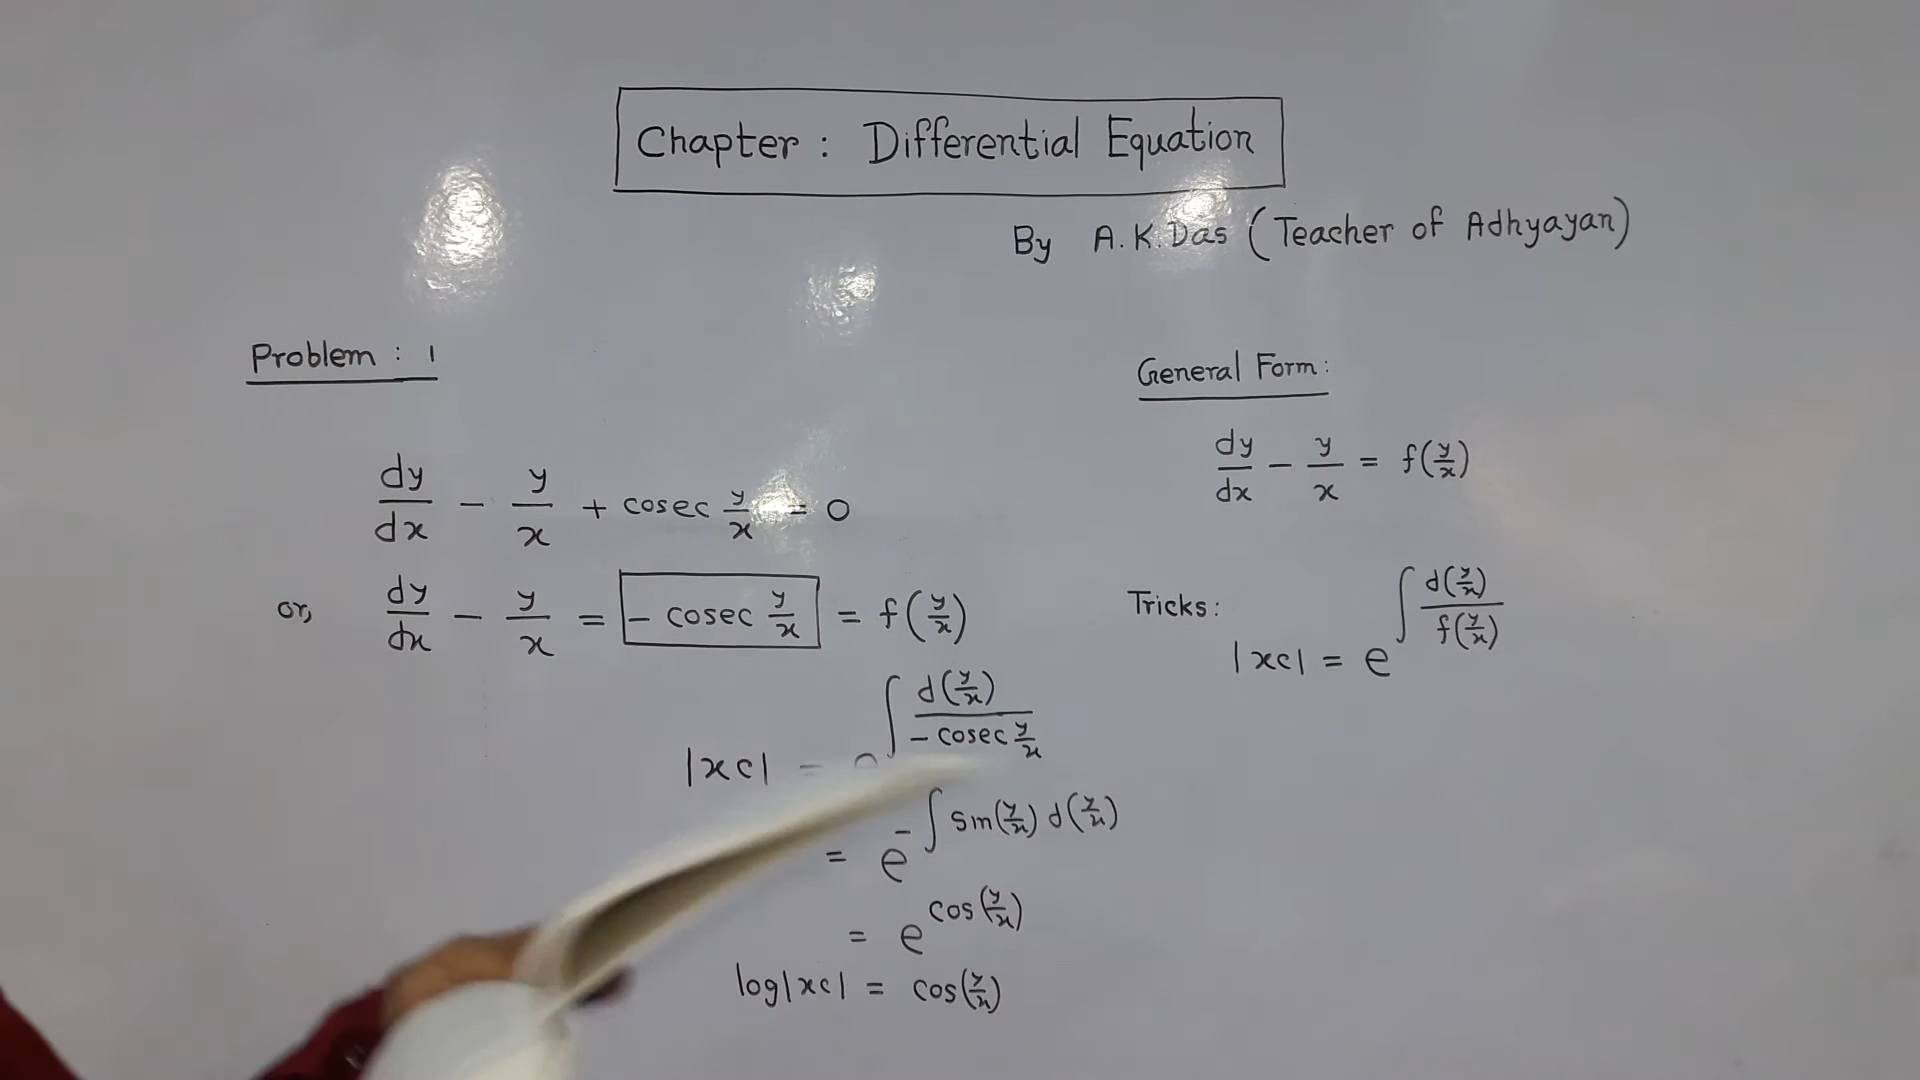 Chapter : Differential Equation
By A.K.Das (Teacher of Adhyayan)
Problem : 1
dy/dx - y/x + cosec y/x = 0
or, dy/dx - y/x = - cosec y/x = f(y/x)
|xc| = e^∫ d(y/x)/(- cosec y/x)
= e^-∫ sin(y/x) d(y/x)
= e^cos(y/x)
log|xc| = cos(y/x)
General Form:
dy/dx - y/x = f(y/x)
Tricks: |xc| = e^∫ d(y/x)/f(y/x)